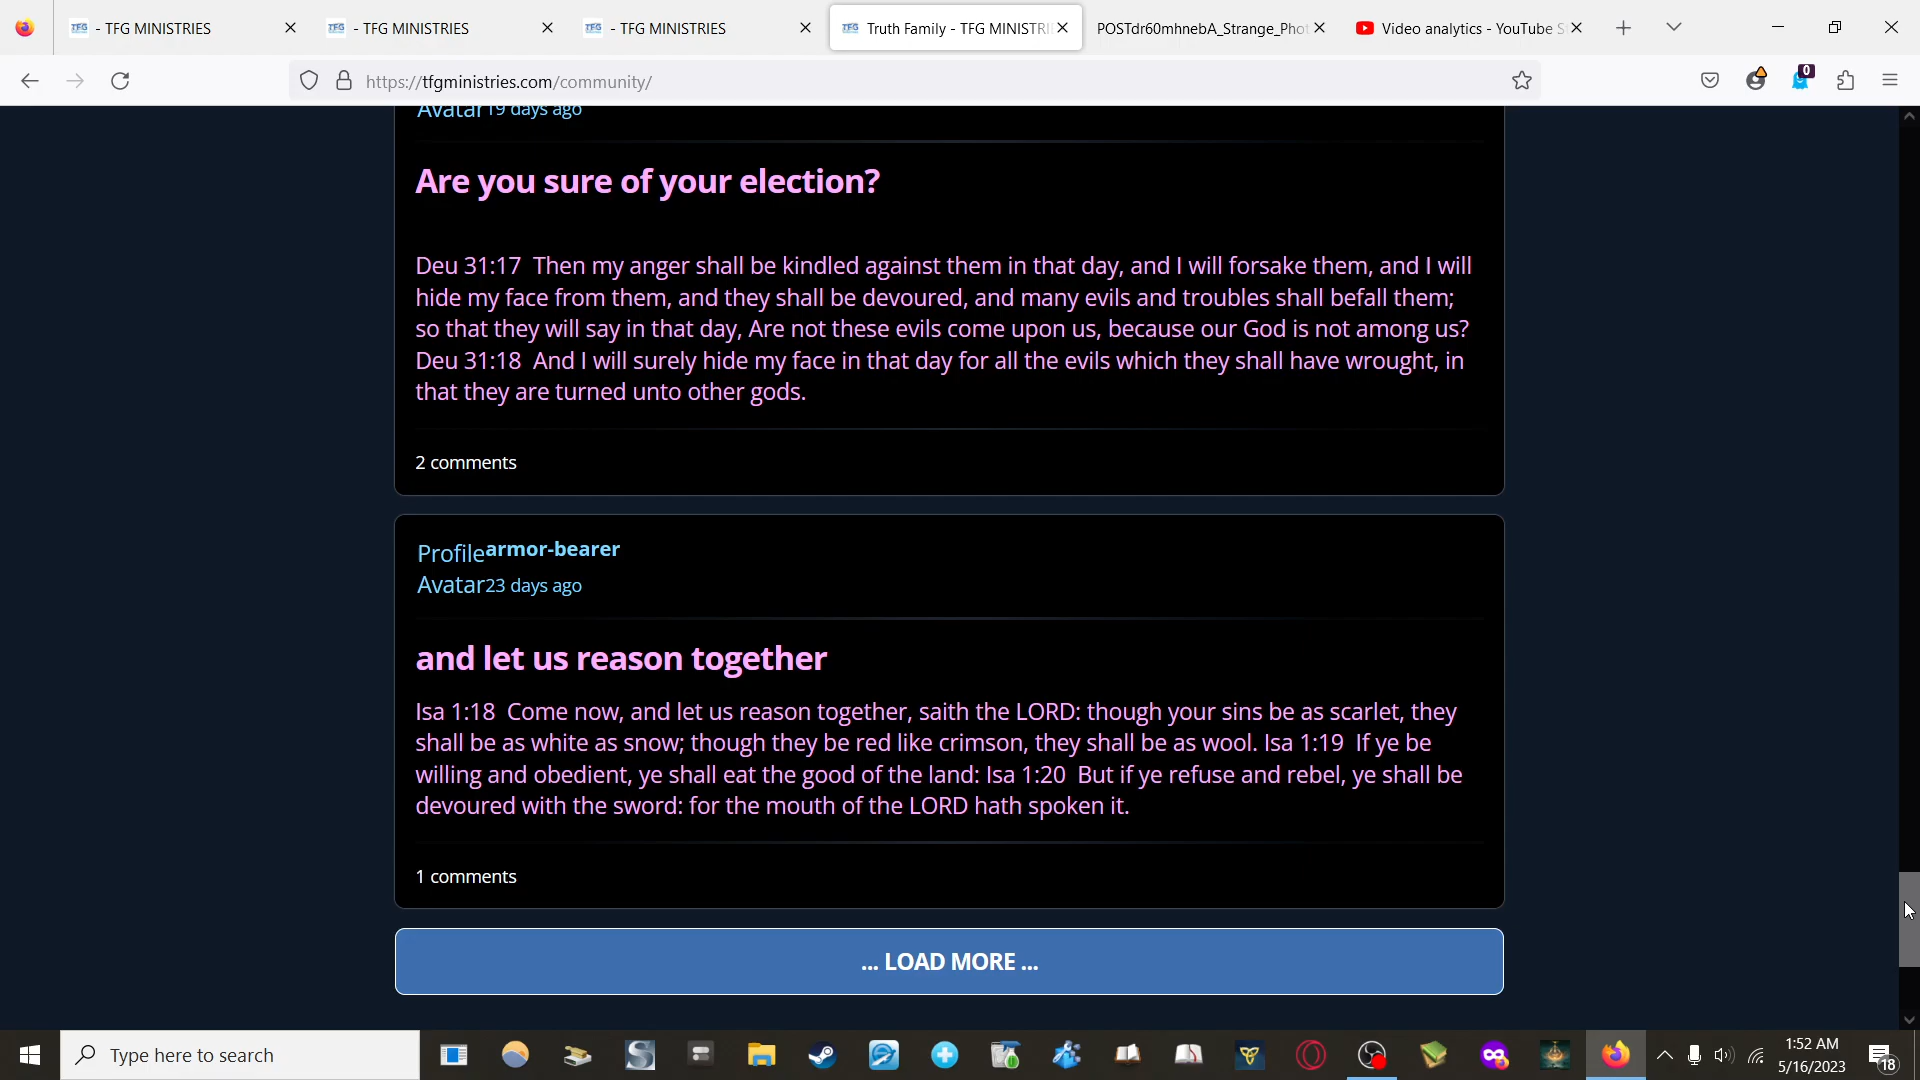 - TFG MINISTRIES
- TFG MINISTRIES
- TFG MINISTRIES
Truth Family - TFG MINISTRI
POSTdr60mhnebA_Strange_Phot
Video analytics - YouTube S
https://tfgministries.com/community/
0
Avatar 19 days ago
Are you sure of your election?
Deu 31:17 Then my anger shall be kindled against them in that day, and I will forsake them, and I will
hide my face from them, and they shall be devoured, and many evils and troubles shall befall them;
so that they will say in that day, Are not these evils come upon us, because our God is not among us?
Deu 31:18 And I will surely hide my face in that day for all the evils which they shall have wrought, in
that they are turned unto other gods.
2 comments
Profile armor-bearer
Avatar 23 days ago
and let us reason together
Isa 1:18 Come now, and let us reason together, saith the LORD: though your sins be as scarlet, they
shall be as white as snow; though they be red like crimson, they shall be as wool. Isa 1:19 If ye be
willing and obedient, ye shall eat the good of the land: Isa 1:20 But if ye refuse and rebel, ye shall be
devoured with the sword: for the mouth of the LORD hath spoken it.
1 comments
... LOAD MORE ...
Type here to search
1:52 AM
5/16/2023
18